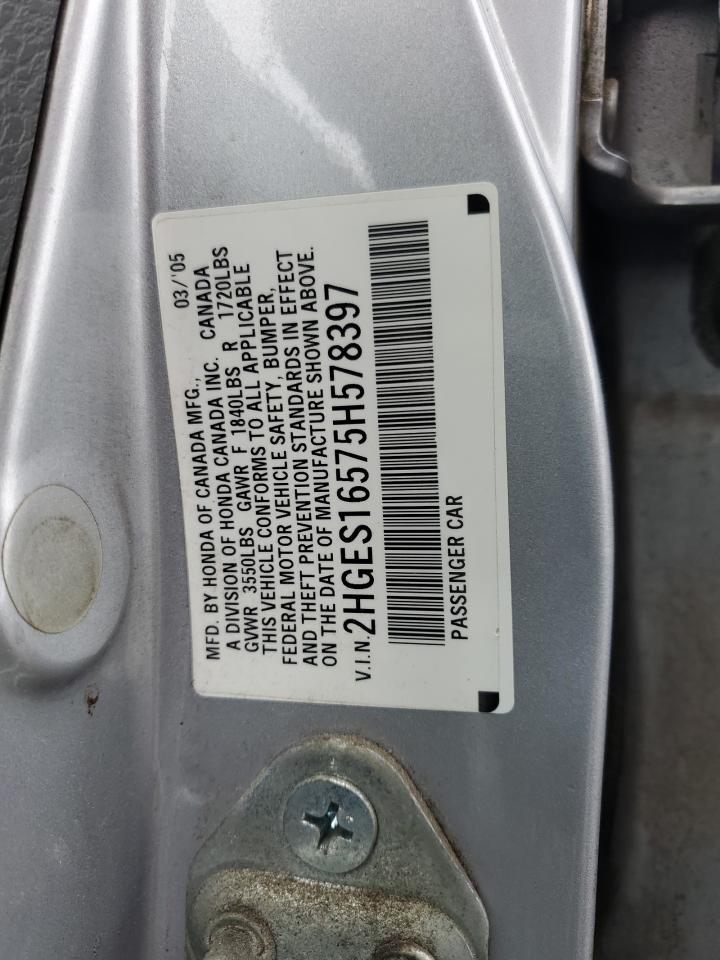 03/'05
MFD. BY HONDA OF CANADA MFG.,
A DIVISION OF HONDA CANADA INC. CANADA
GVWR 3550LBS GAWR F 1840LBS R 1720LBS
THIS VEHICLE CONFORMS TO ALL APPLICABLE
FEDERAL MOTOR VEHICLE SAFETY, BUMPER,
AND THEFT PREVENTION STANDARDS IN EFFECT
ON THE DATE OF MANUFACTURE SHOWN ABOVE.
V.I.N. 2HGES16575H578397
PASSENGER CAR